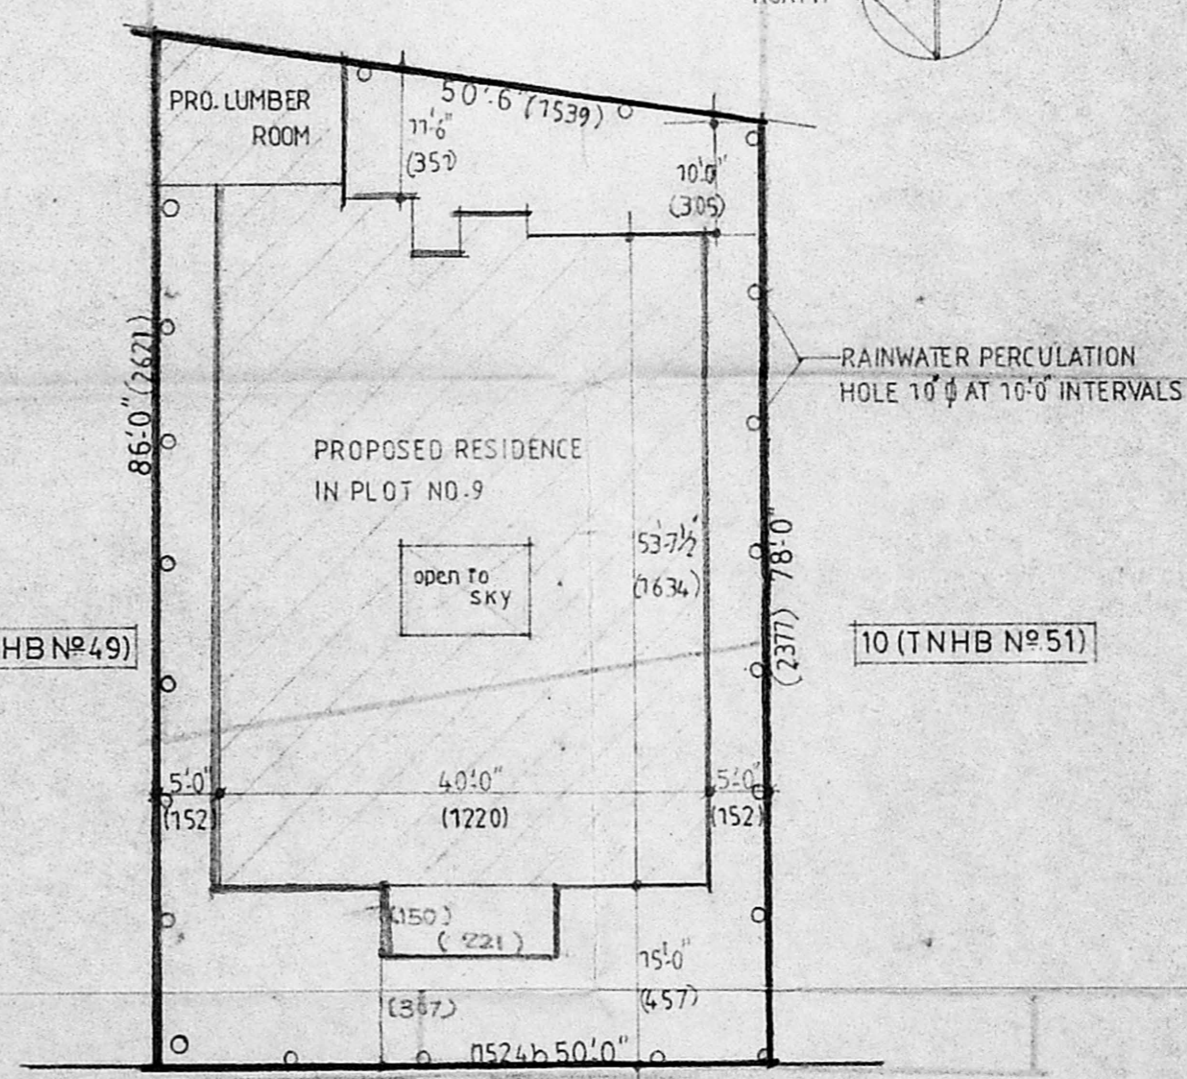 PRO. LUMBER
ROOM
50'-6" (1539)
11'-6"
(351)
10'-0"
(305)
86'-0" (2621)
RAINWATER PERCULATION
HOLE 10"ϕ AT 10'-0" INTERVALS
PROPOSED RESIDENCE
IN PLOT NO.9
53'-7½"
(1634)
open to
SKY
78'-0"
(2377)
HB Nº49)
10 (TNHB Nº 51)
5'-0"
(152)
40'-0"
(1220)
5'-0"
(152)
(150)
(221)
15'-0"
(457)
(307)
(1524) 50'-0"